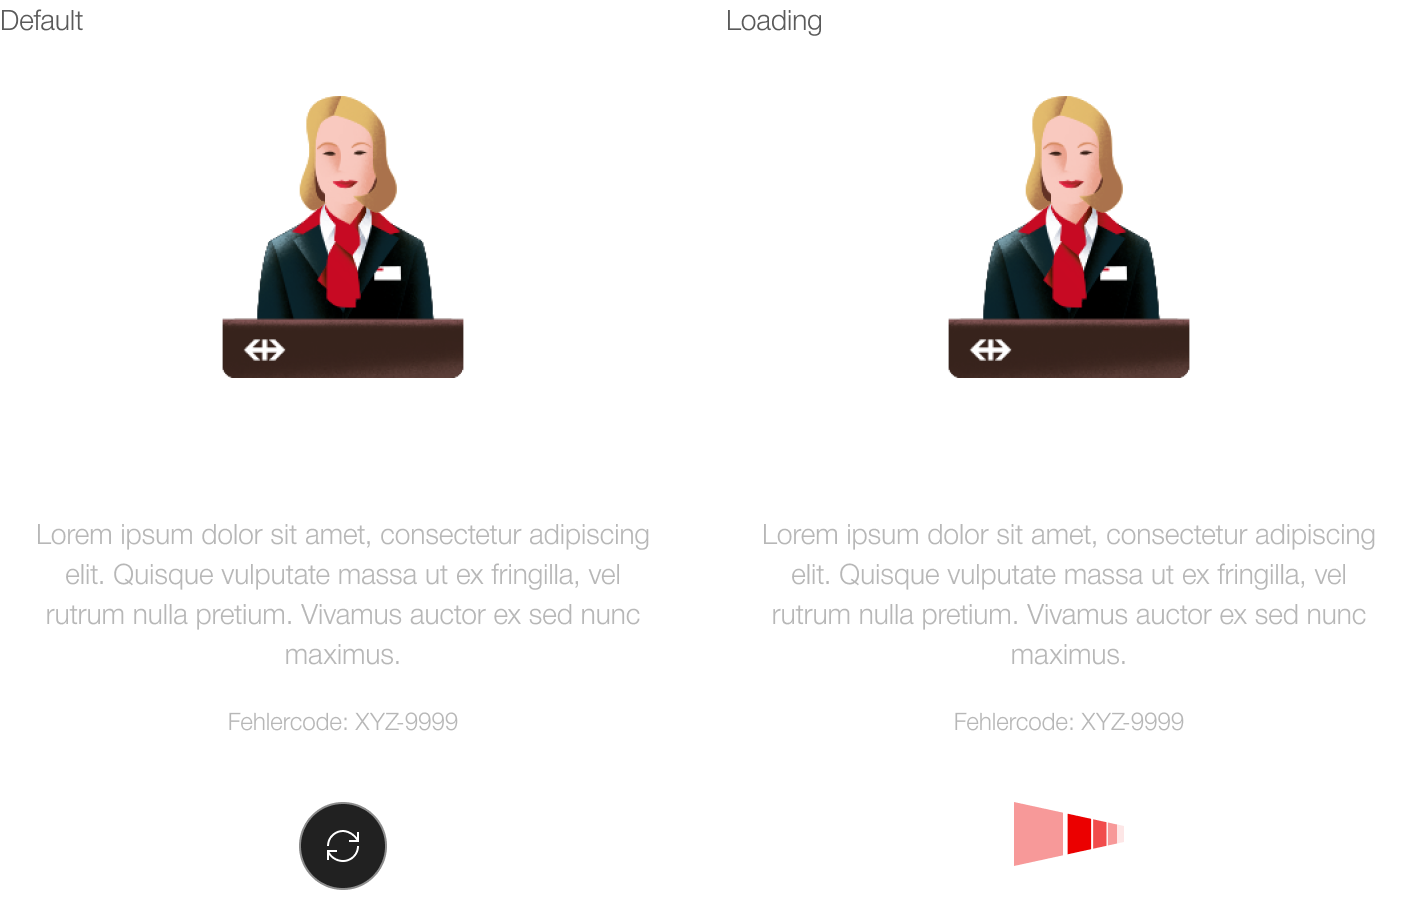 Default
Lorem ipsum dolor sit amet, consectetur adipiscing
elit. Quisque vulputate massa ut ex fringilla, vel
rutrum nulla pretium. Vivamus auctor ex sed nunc
maximus.
Fehlercode: XYZ-9999
Loading
Lorem ipsum dolor sit amet, consectetur adipiscing
elit. Quisque vulputate massa ut ex fringilla, vel
rutrum nulla pretium. Vivamus auctor ex sed nunc
maximus.
Fehlercode: XYZ-9999